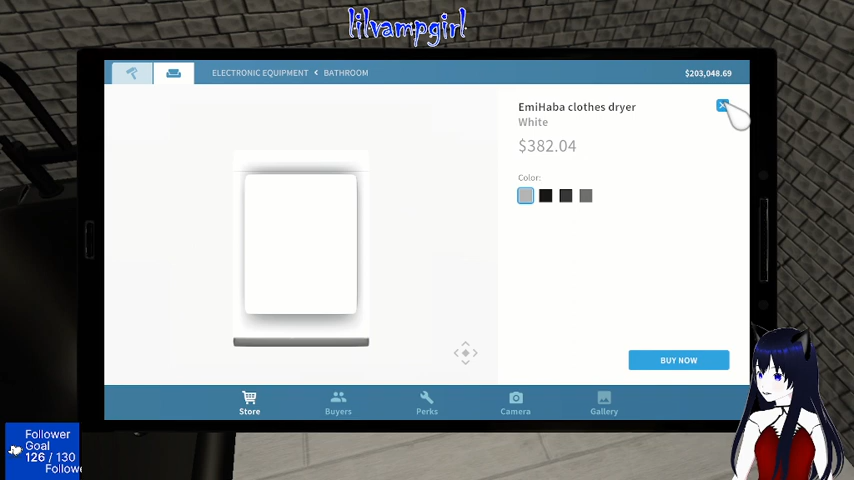 lilvampgirl
ELECTRONIC EQUIPMENT < BATHROOM
$203,048.69
EmiHaba clothes dryer
White
$382.04
Color:
BUY NOW
Store
Buyers
Perks
Camera
Gallery
Follower
Goal
126 / 130
Followe